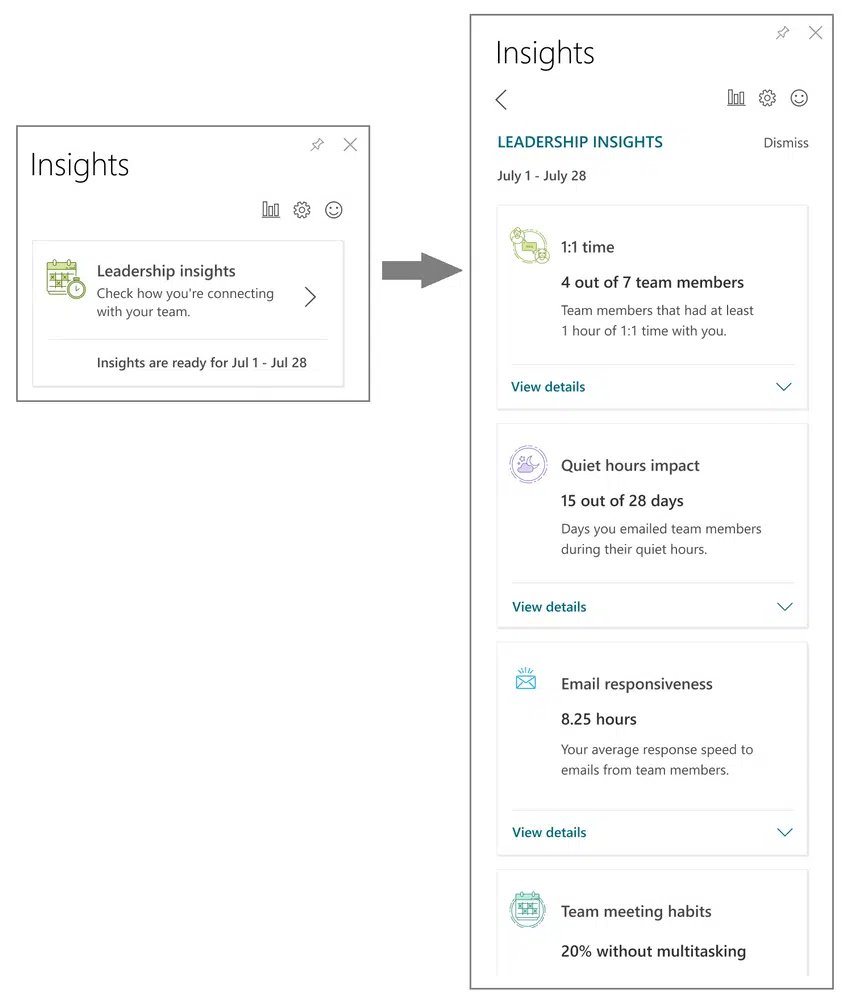 Insights
Leadership insights
Check how you're connecting
with your team.
Insights are ready for Jul 1 - Jul 28
Insights
LEADERSHIP INSIGHTS
Dismiss
July 1 - July 28
1:1 time
4 out of 7 team members
Team members that had at least
1 hour of 1:1 time with you.
View details
Quiet hours impact
15 out of 28 days
Days you emailed team members
during their quiet hours.
View details
Email responsiveness
8.25 hours
Your average response speed to
emails from team members.
View details
Team meeting habits
20% without multitasking